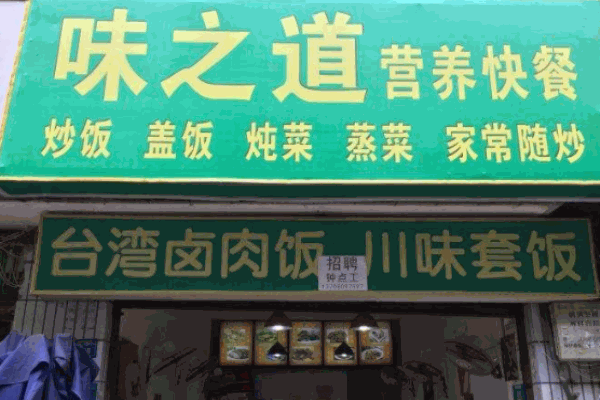 味之道 营养快餐
炒饭 盖饭 炖菜 蒸菜 家常随炒
台湾卤肉饭 川味套饭
招聘
钟点工